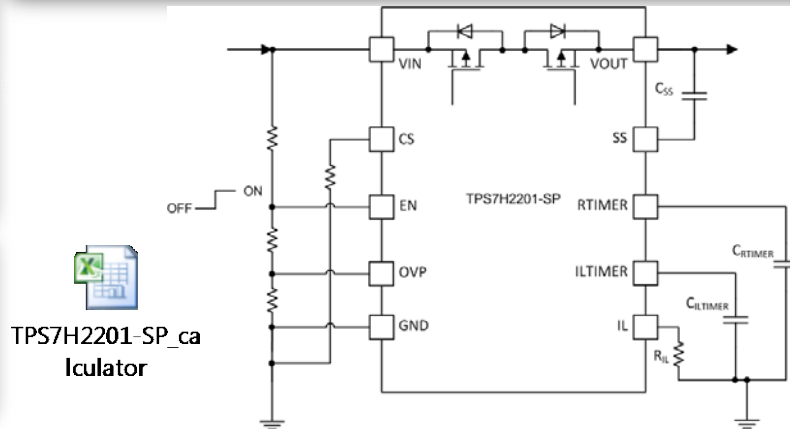 VIN
VOUT
CSS
CS
SS
ON
OFF
EN
TPS7H2201-SP
RTIMER
CRTIMER
OVP
ILTIMER
CILTIMER
GND
IL
RIL
TPS7H2201-SP_ca
lculator